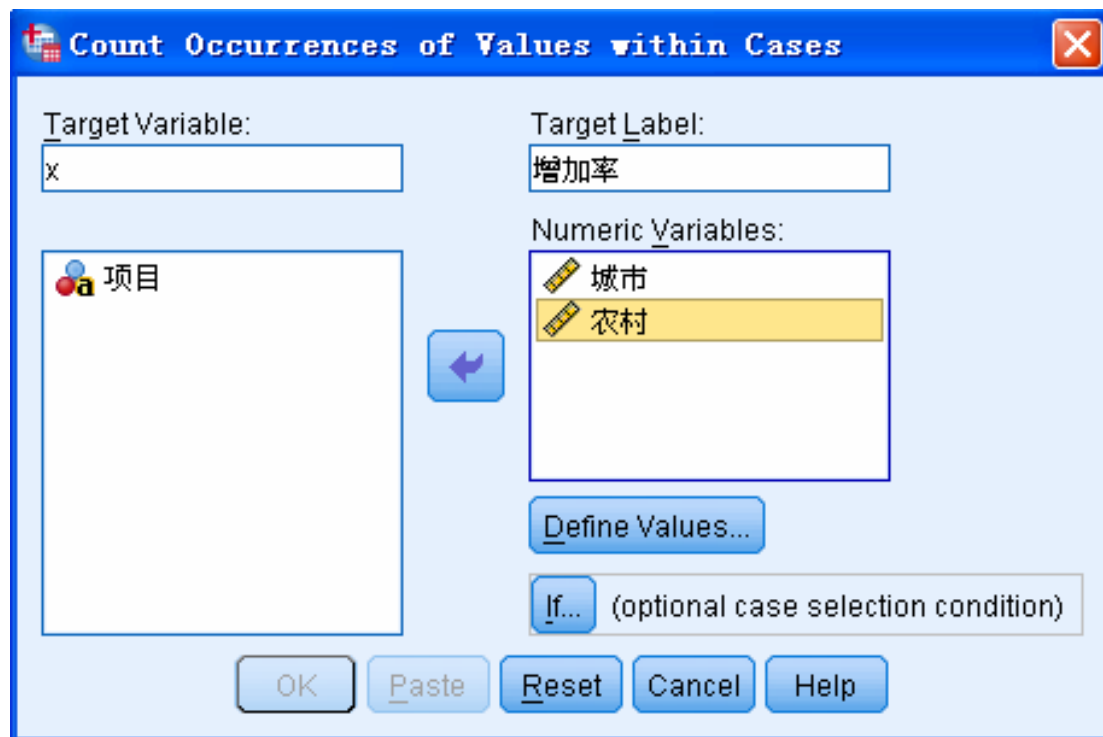 Count Occurrences of Values within Cases
Target Variable:
x
Target Label:
增加率
项目
Numeric Variables:
城市
农村
Define Values...
If... (optional case selection condition)
OK Paste Reset Cancel Help